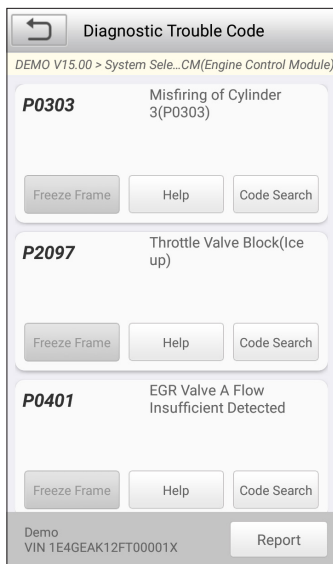 Diagnostic Trouble Code
DEMO V15.00 > System Sele...CM(Engine Control Module)
P0303
Misfiring of Cylinder
3(P0303)
Freeze Frame
Help
Code Search
P2097
Throttle Valve Block(Ice
up)
Freeze Frame
Help
Code Search
P0401
EGR Valve A Flow
Insufficient Detected
Freeze Frame
Help
Code Search
Demo
VIN 1E4GEAK12FT00001X
Report